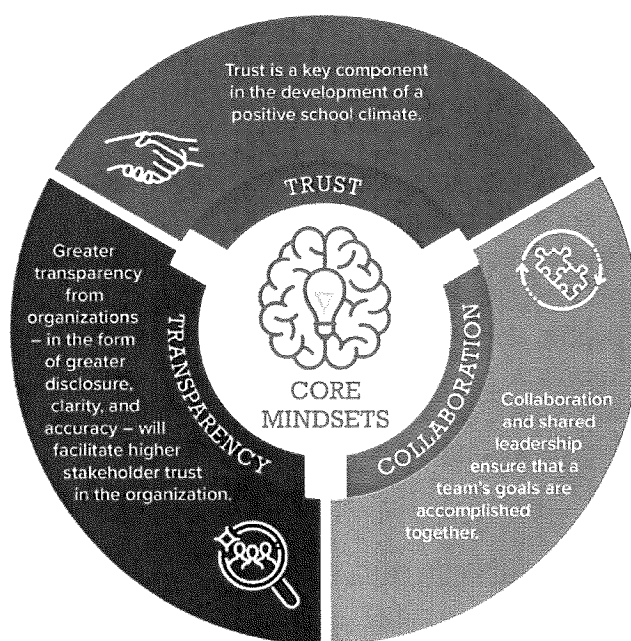 Trust is a key component
in the development of a
positive school climate.
TRUST
Greater
transparency
from
organizations
– in the form
of greater
disclosure,
clarity, and
accuracy – will
facilitate higher
stakeholder trust
in the organization.
TRANSPARENCY
CORE
MINDSETS
COLLABORATION
Collaboration
and shared
leadership
ensure that a
team's goals are
accomplished
together.